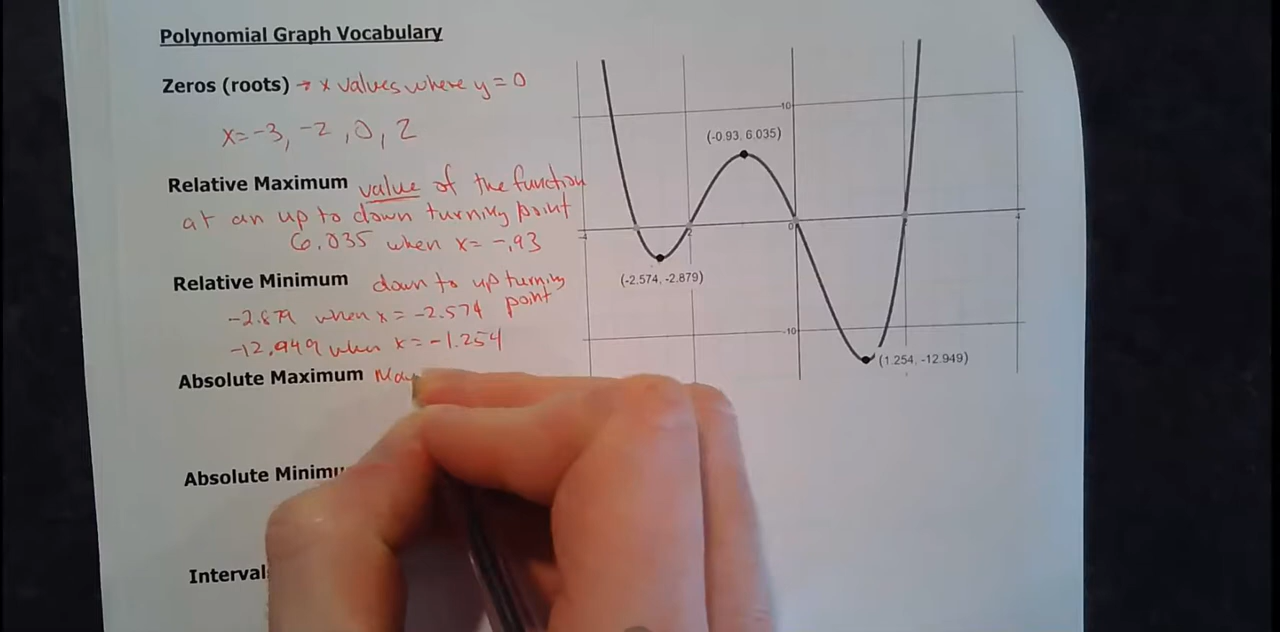 Polynomial Graph Vocabulary
Zeros (roots) → x values where y = 0
x = -3, -2, 0, 2
Relative Maximum value of the function
at an up to down turning point
6.035 when x = -.93
Relative Minimum down to up turning
point
-2.879 when x = -2.574
-12.949 when x = -1.254
Absolute Maximum
Absolute
Interval
10
(-0.93, 6.035)
-4
0
4
(-2.574, -2.879)
-10
(1.254, -12.949)